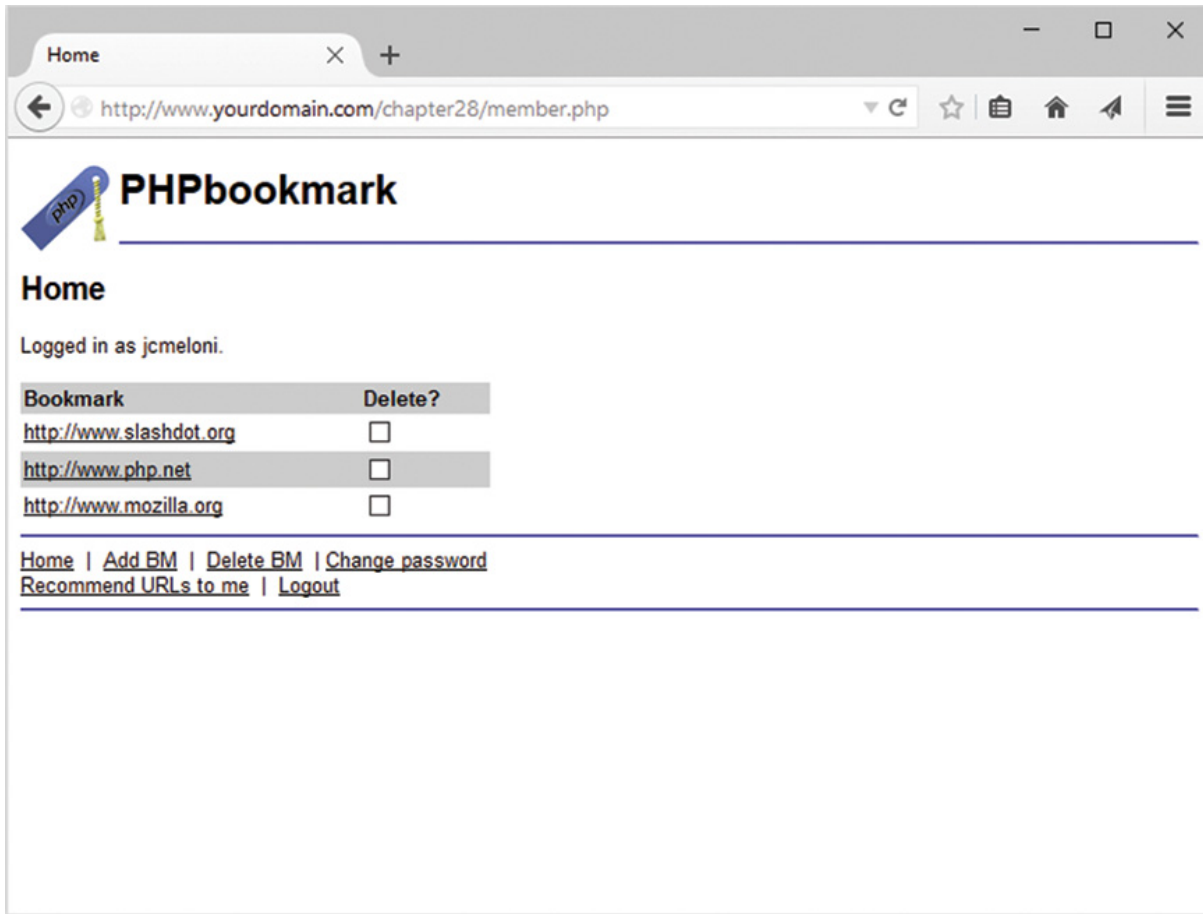 Home
http://www.yourdomain.com/chapter28/member.php
php
PHPbookmark
Home
Logged in as jcmeloni.
Bookmark Delete?
http://www.slashdot.org
http://www.php.net
http://www.mozilla.org
Home | Add BM | Delete BM | Change password
Recommend URLs to me | Logout